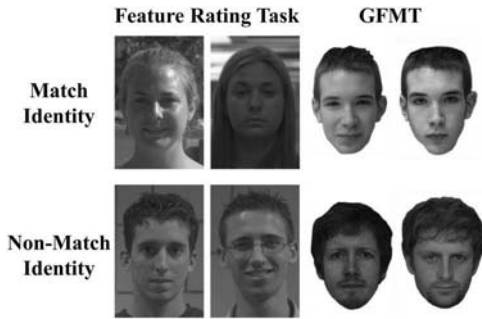 Feature Rating Task
GFMT
Match
Identity
Non-Match
Identity